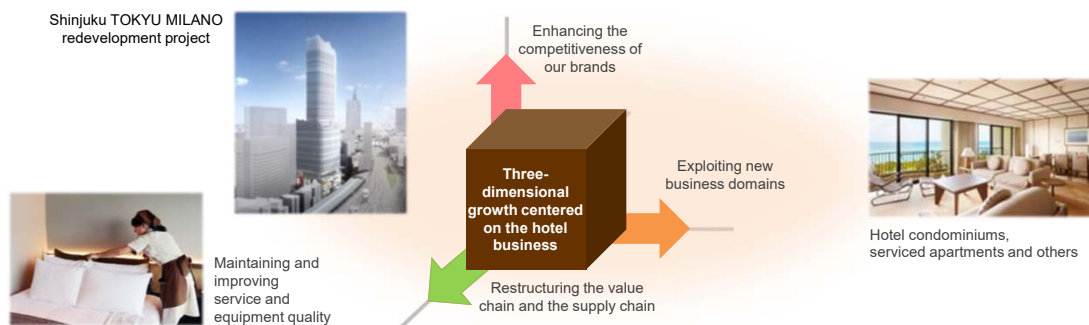 Shinjuku TOKYU MILANO
redevelopment project
Enhancing the
competitiveness of
our brands
Three-
dimensional
growth centered
on the hotel
business
Exploiting new
business domains
Hotel condominiums,
serviced apartments and others
Maintaining and
improving
service and
equipment quality
Restructuring the value
chain and the supply chain